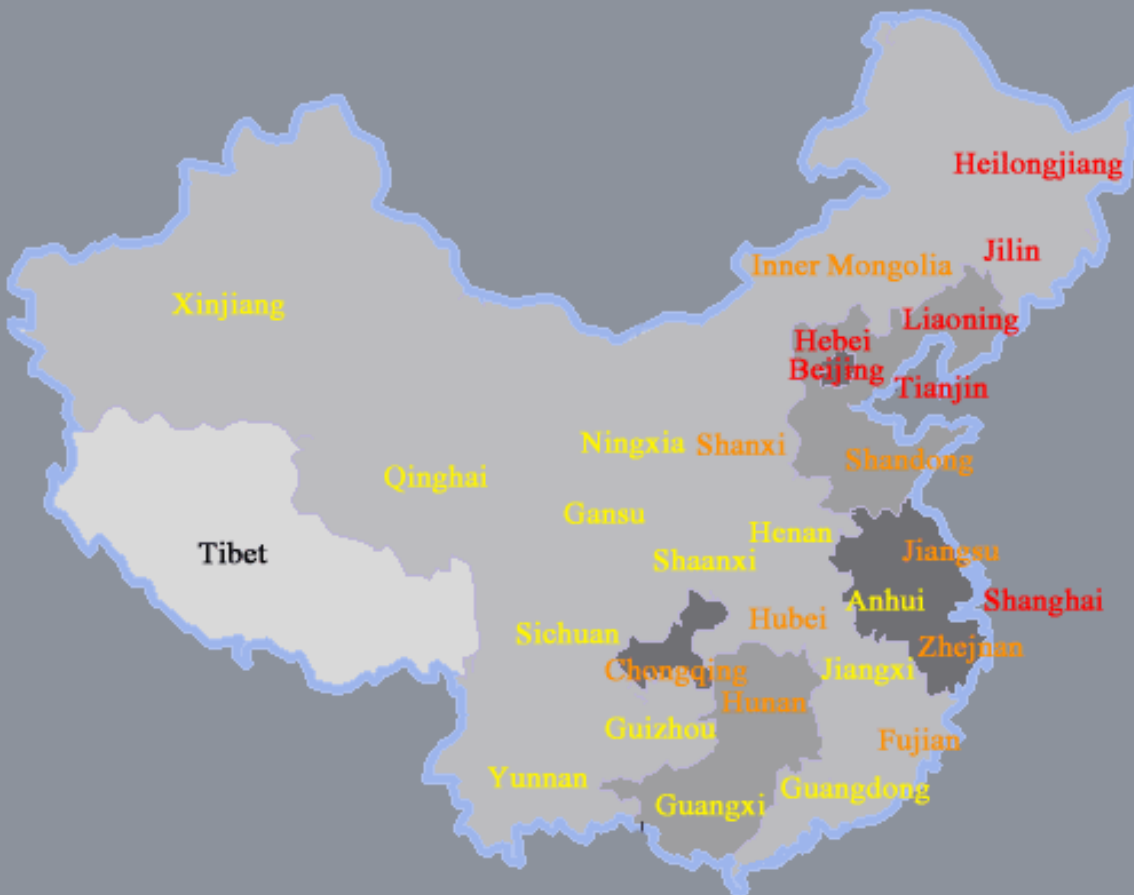 Heilongjiang
Jilin
Inner Mongolia
Xinjiang
Liaoning
Hebei
Beijing
Tianjin
Ningxia
Shanxi
Shandong
Qinghai
Gansu
Henan
Tibet
Shaanxi
Jiangsu
Anhui
Shanghai
Hubei
Sichuan
Zhejnan
Chongqing
Jiangxi
Hunan
Guizhou
Fujian
Yunnan
Guangdong
Guangxi